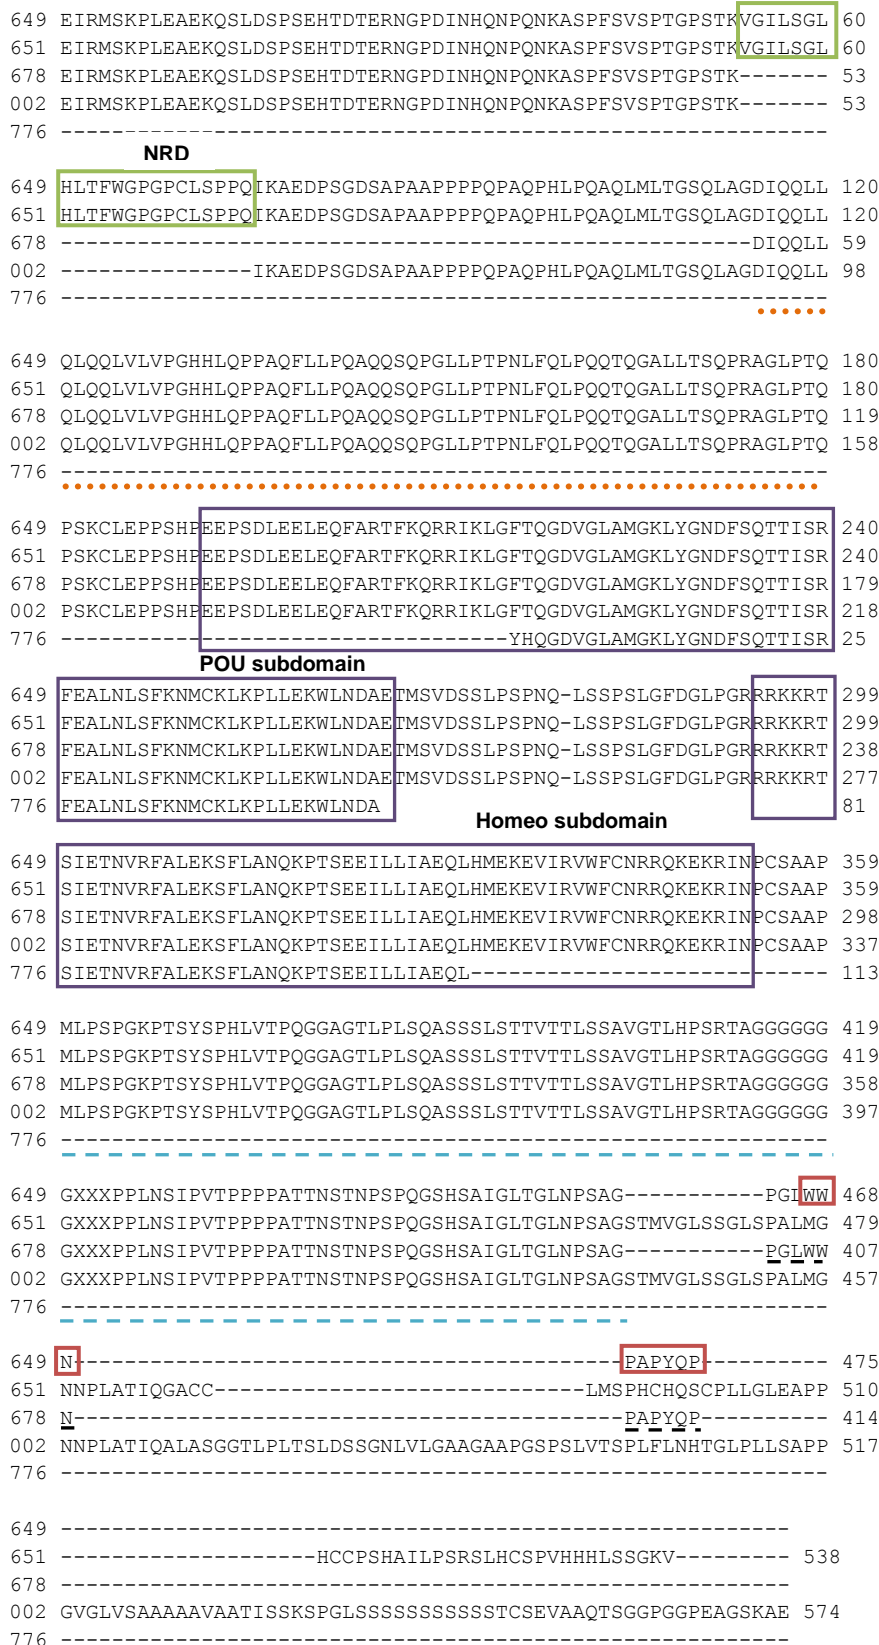 649 EIRMSKPLEAEKQSLDSPSEHTDTERNGPDINHQNPQNKASPFSVSPTGPSTKVGILSGL 60
651 EIRMSKPLEAEKQSLDSPSEHTDTERNGPDINHQNPQNKASPFSVSPTGPSTKVGILSGL 60
678 EIRMSKPLEAEKQSLDSPSEHTDTERNGPDINHQNPQNKASPFSVSPTGPSTK------- 53
002 EIRMSKPLEAEKQSLDSPSEHTDTERNGPDINHQNPQNKASPFSVSPTGPSTK------- 53
776 ------------------------------------------------------------
NRD
649 HLTFWGPGPCLSPPQIKAEDPSGDSAPAAPPPPQPAQPHLPQAQLMLTGSQLAGDIQQLL 120
651 HLTFWGPGPCLSPPQIKAEDPSGDSAPAAPPPPQPAQPHLPQAQLMLTGSQLAGDIQQLL 120
678 ------------------------------------------------------DIQQLL 59
002 ---------------IKAEDPSGDSAPAAPPPPQPAQPHLPQAQLMLTGSQLAGDIQQLL 98
776 ------------------------------------------------------------
649 QLQQLVLVPGHHLQPPAQFLLPQAQQSQPGLLPTPNLFQLPQQTQGALLTSQPRAGLPTQ 180
651 QLQQLVLVPGHHLQPPAQFLLPQAQQSQPGLLPTPNLFQLPQQTQGALLTSQPRAGLPTQ 180
678 QLQQLVLVPGHHLQPPAQFLLPQAQQSQPGLLPTPNLFQLPQQTQGALLTSQPRAGLPTQ 119
002 QLQQLVLVPGHHLQPPAQFLLPQAQQSQPGLLPTPNLFQLPQQTQGALLTSQPRAGLPTQ 158
776 ------------------------------------------------------------
649 PSKCLEPPSHPEEPSDLEELEQFARTFKQRRIKLGFTQGDVGLAMGKLYGNDFSQTTISR 240
651 PSKCLEPPSHPEEPSDLEELEQFARTFKQRRIKLGFTQGDVGLAMGKLYGNDFSQTTISR 240
678 PSKCLEPPSHPEEPSDLEELEQFARTFKQRRIKLGFTQGDVGLAMGKLYGNDFSQTTISR 179
002 PSKCLEPPSHPEEPSDLEELEQFARTFKQRRIKLGFTQGDVGLAMGKLYGNDFSQTTISR 218
776 -----------------------------------YHQGDVGLAMGKLYGNDFSQTTISR 25
POU subdomain
649 FEALNLSFKNMCKLKPLLEKWLNDAETMSVDSSLPSPNQ-LSSPSLGFDGLPGRRRKKRT 299
651 FEALNLSFKNMCKLKPLLEKWLNDAETMSVDSSLPSPNQ-LSSPSLGFDGLPGRRRKKRT 299
678 FEALNLSFKNMCKLKPLLEKWLNDAETMSVDSSLPSPNQ-LSSPSLGFDGLPGRRRKKRT 238
002 FEALNLSFKNMCKLKPLLEKWLNDAETMSVDSSLPSPNQ-LSSPSLGFDGLPGRRRKKRT 277
776 FEALNLSFKNMCKLKPLLEKWLNDA 81
Homeo subdomain
649 SIETNVRFALEKSFLANQKPTSEEILLIAEQLHMEKEVIRVWFCNRRQKEKRINPCSAAP 359
651 SIETNVRFALEKSFLANQKPTSEEILLIAEQLHMEKEVIRVWFCNRRQKEKRINPCSAAP 359
678 SIETNVRFALEKSFLANQKPTSEEILLIAEQLHMEKEVIRVWFCNRRQKEKRINPCSAAP 298
002 SIETNVRFALEKSFLANQKPTSEEILLIAEQLHMEKEVIRVWFCNRRQKEKRINPCSAAP 337
776 SIETNVRFALEKSFLANQKPTSEEILLIAEQL---------------------------- 113
649 MLPSPGKPTSYSPHLVTPQGGAGTLPLSQASSSLSTTVTTLSSAVGTLHPSRTAGGGGGG 419
651 MLPSPGKPTSYSPHLVTPQGGAGTLPLSQASSSLSTTVTTLSSAVGTLHPSRTAGGGGGG 419
678 MLPSPGKPTSYSPHLVTPQGGAGTLPLSQASSSLSTTVTTLSSAVGTLHPSRTAGGGGGG 358
002 MLPSPGKPTSYSPHLVTPQGGAGTLPLSQASSSLSTTVTTLSSAVGTLHPSRTAGGGGGG 397
776 ------------------------------------------------------------
649 GXXXPPLNSIPVTPPPPATTNSTNPSPQGSHSAIGLTGLNPSAG-----------PGLWW 468
651 GXXXPPLNSIPVTPPPPATTNSTNPSPQGSHSAIGLTGLNPSAGSTMVGLSSGLSPALMG 479
678 GXXXPPLNSIPVTPPPPATTNSTNPSPQGSHSAIGLTGLNPSAG-----------PGLWW 407
002 GXXXPPLNSIPVTPPPPATTNSTNPSPQGSHSAIGLTGLNPSAGSTMVGLSSGLSPALMG 457
776 ------------------------------------------------------------
649 N-------------------------------------------PAPYQP---------- 475
651 NNPLATIQGACC-----------------------------LMSPHCHQSCPLLGLEAPP 510
678 N-------------------------------------------PAPYQP---------- 414
002 NNPLATIQALASGGTLPLTSLDSSGNLVLGAAGAAPGSPSLVTSPLFLNHTGLPLLSAPP 517
776 ------------------------------------------------------------
649 ---------------------------------------------------------
651 --------------------HCCPSHAILPSRSLHCSPVHHHLSSGKV--------- 538
678 ---------------------------------------------------------
002 GVGLVSAAAAAVAATISSKSPGLSSSSSSSSSSSTCSEVAAQTSGGPGGPEAGSKAE 574
776 ---------------------------------------------------------